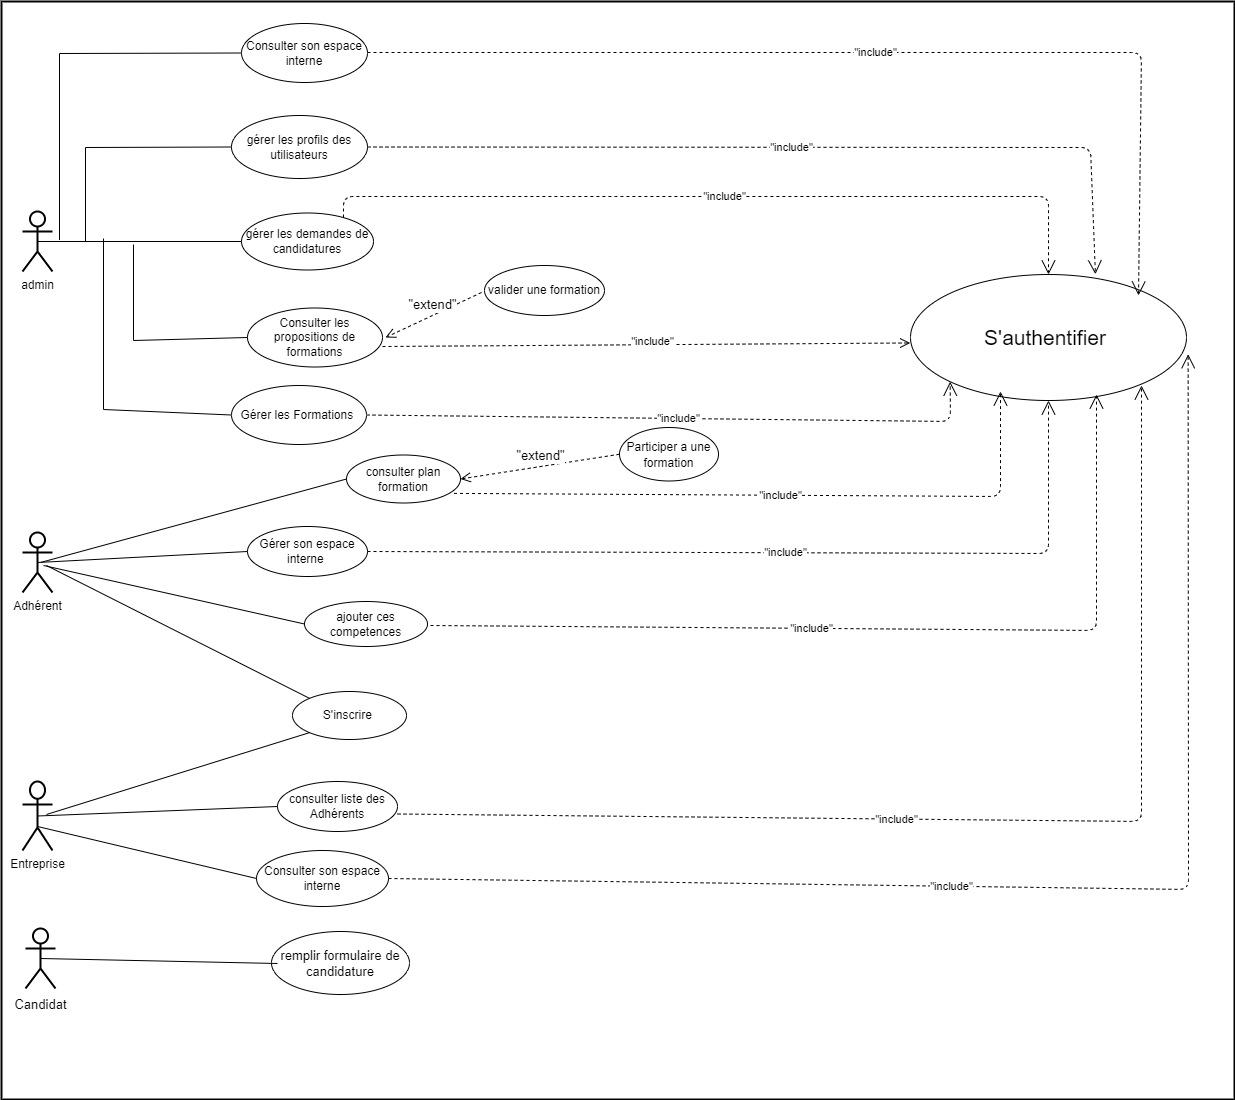 Consulter son espace
interne
"include"
gérer les profils des
utilisateurs
"include"
"include"
admin
gérer les demandes de
candidatures
valider une formation
"extend"
Consulter les
propositions de
formations
"include"
S'authentifier
Gérer les Formations
"include"
Participer a une
formation
"extend"
consulter plan
formation
"include"
Gérer son espace
interne
"include"
Adhérent
ajouter ces
competences
"include"
S'inscrire
Entreprise
consulter liste des
Adhérents
"include"
Consulter son espace
interne
"include"
Candidat
remplir formulaire de
candidature